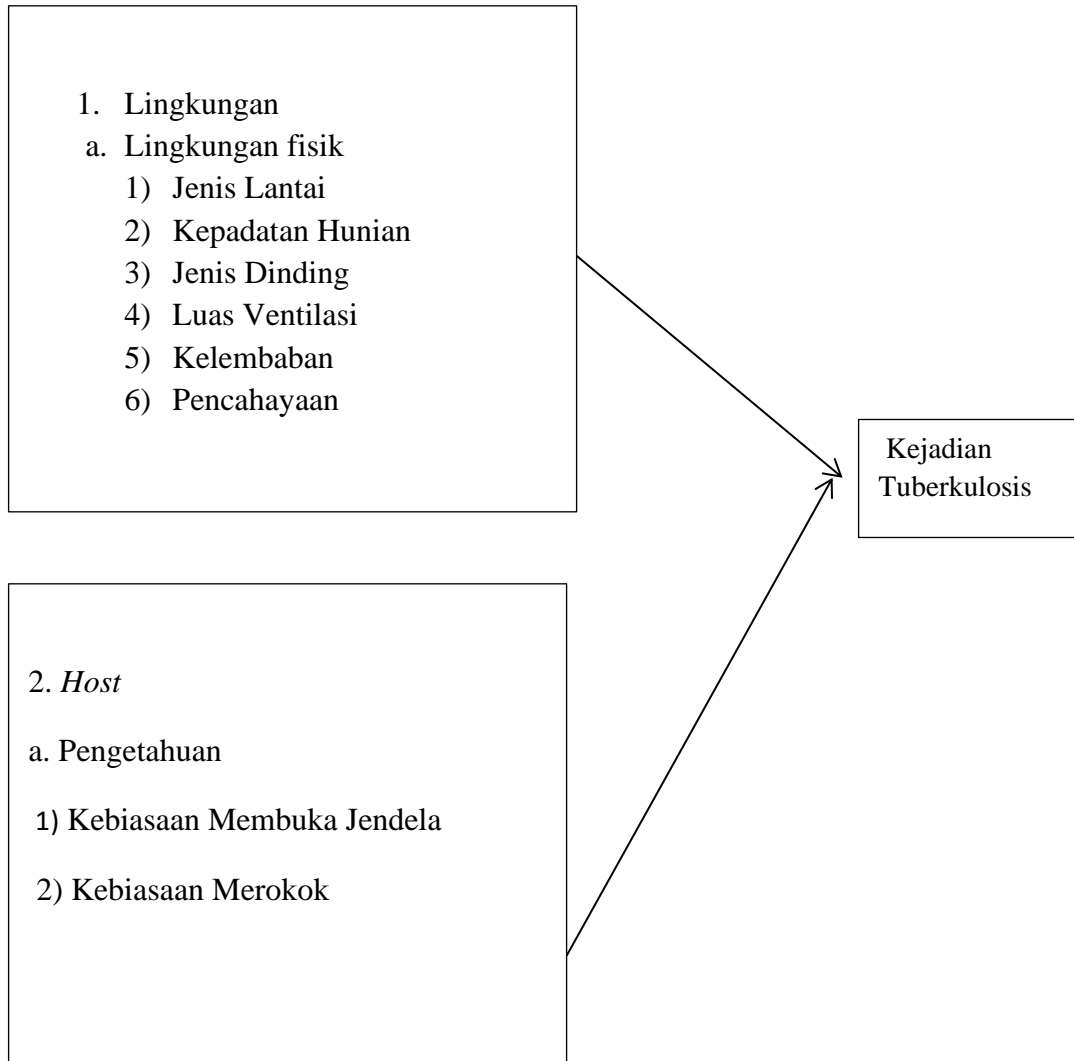 1. Lingkungan
a. Lingkungan fisik
1) Jenis Lantai
2) Kepadatan Hunian
3) Jenis Dinding
4) Luas Ventilasi
5) Kelembaban
6) Pencahayaan
Kejadian
Tuberkulosis
2. Host
a. Pengetahuan
1) Kebiasaan Membuka Jendela
2) Kebiasaan Merokok